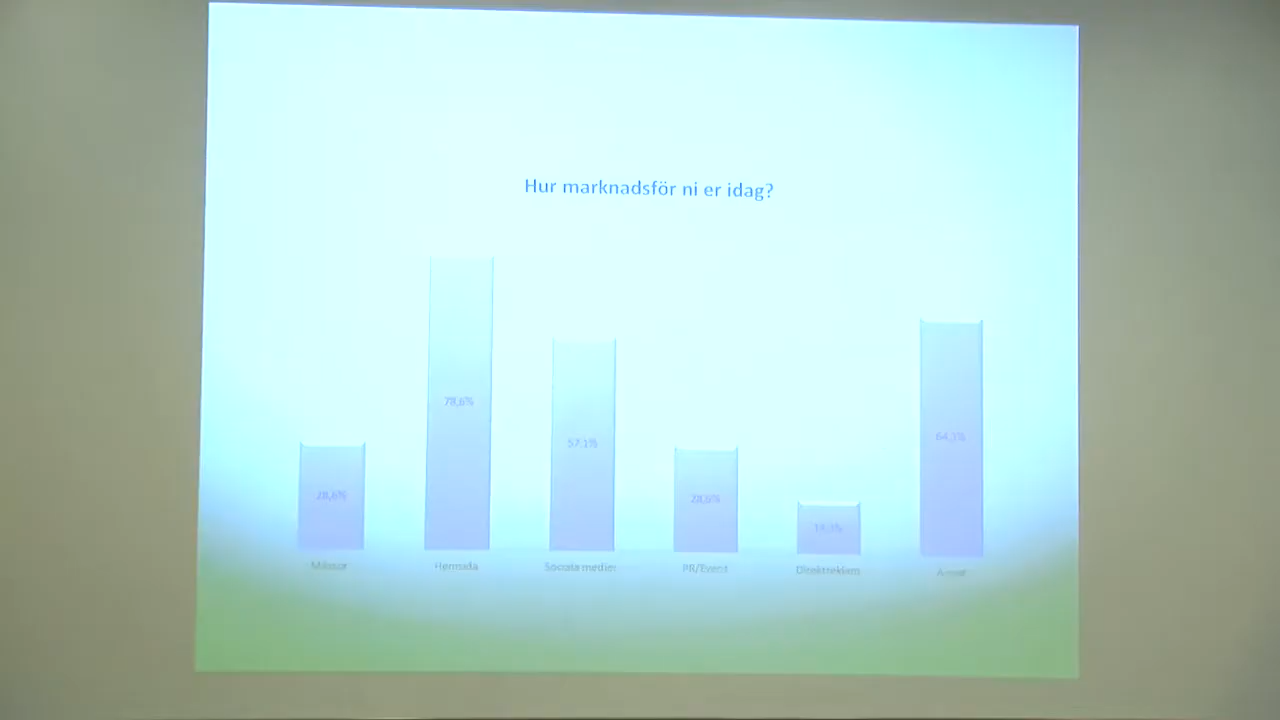 Hur marknadsför ni er idag?
78,6%
57,1%
64,3%
28,6%
28,6%
14,3%
Mässor
Hemsida
Sociala medier
PR/Event
Direktreklam
Annat